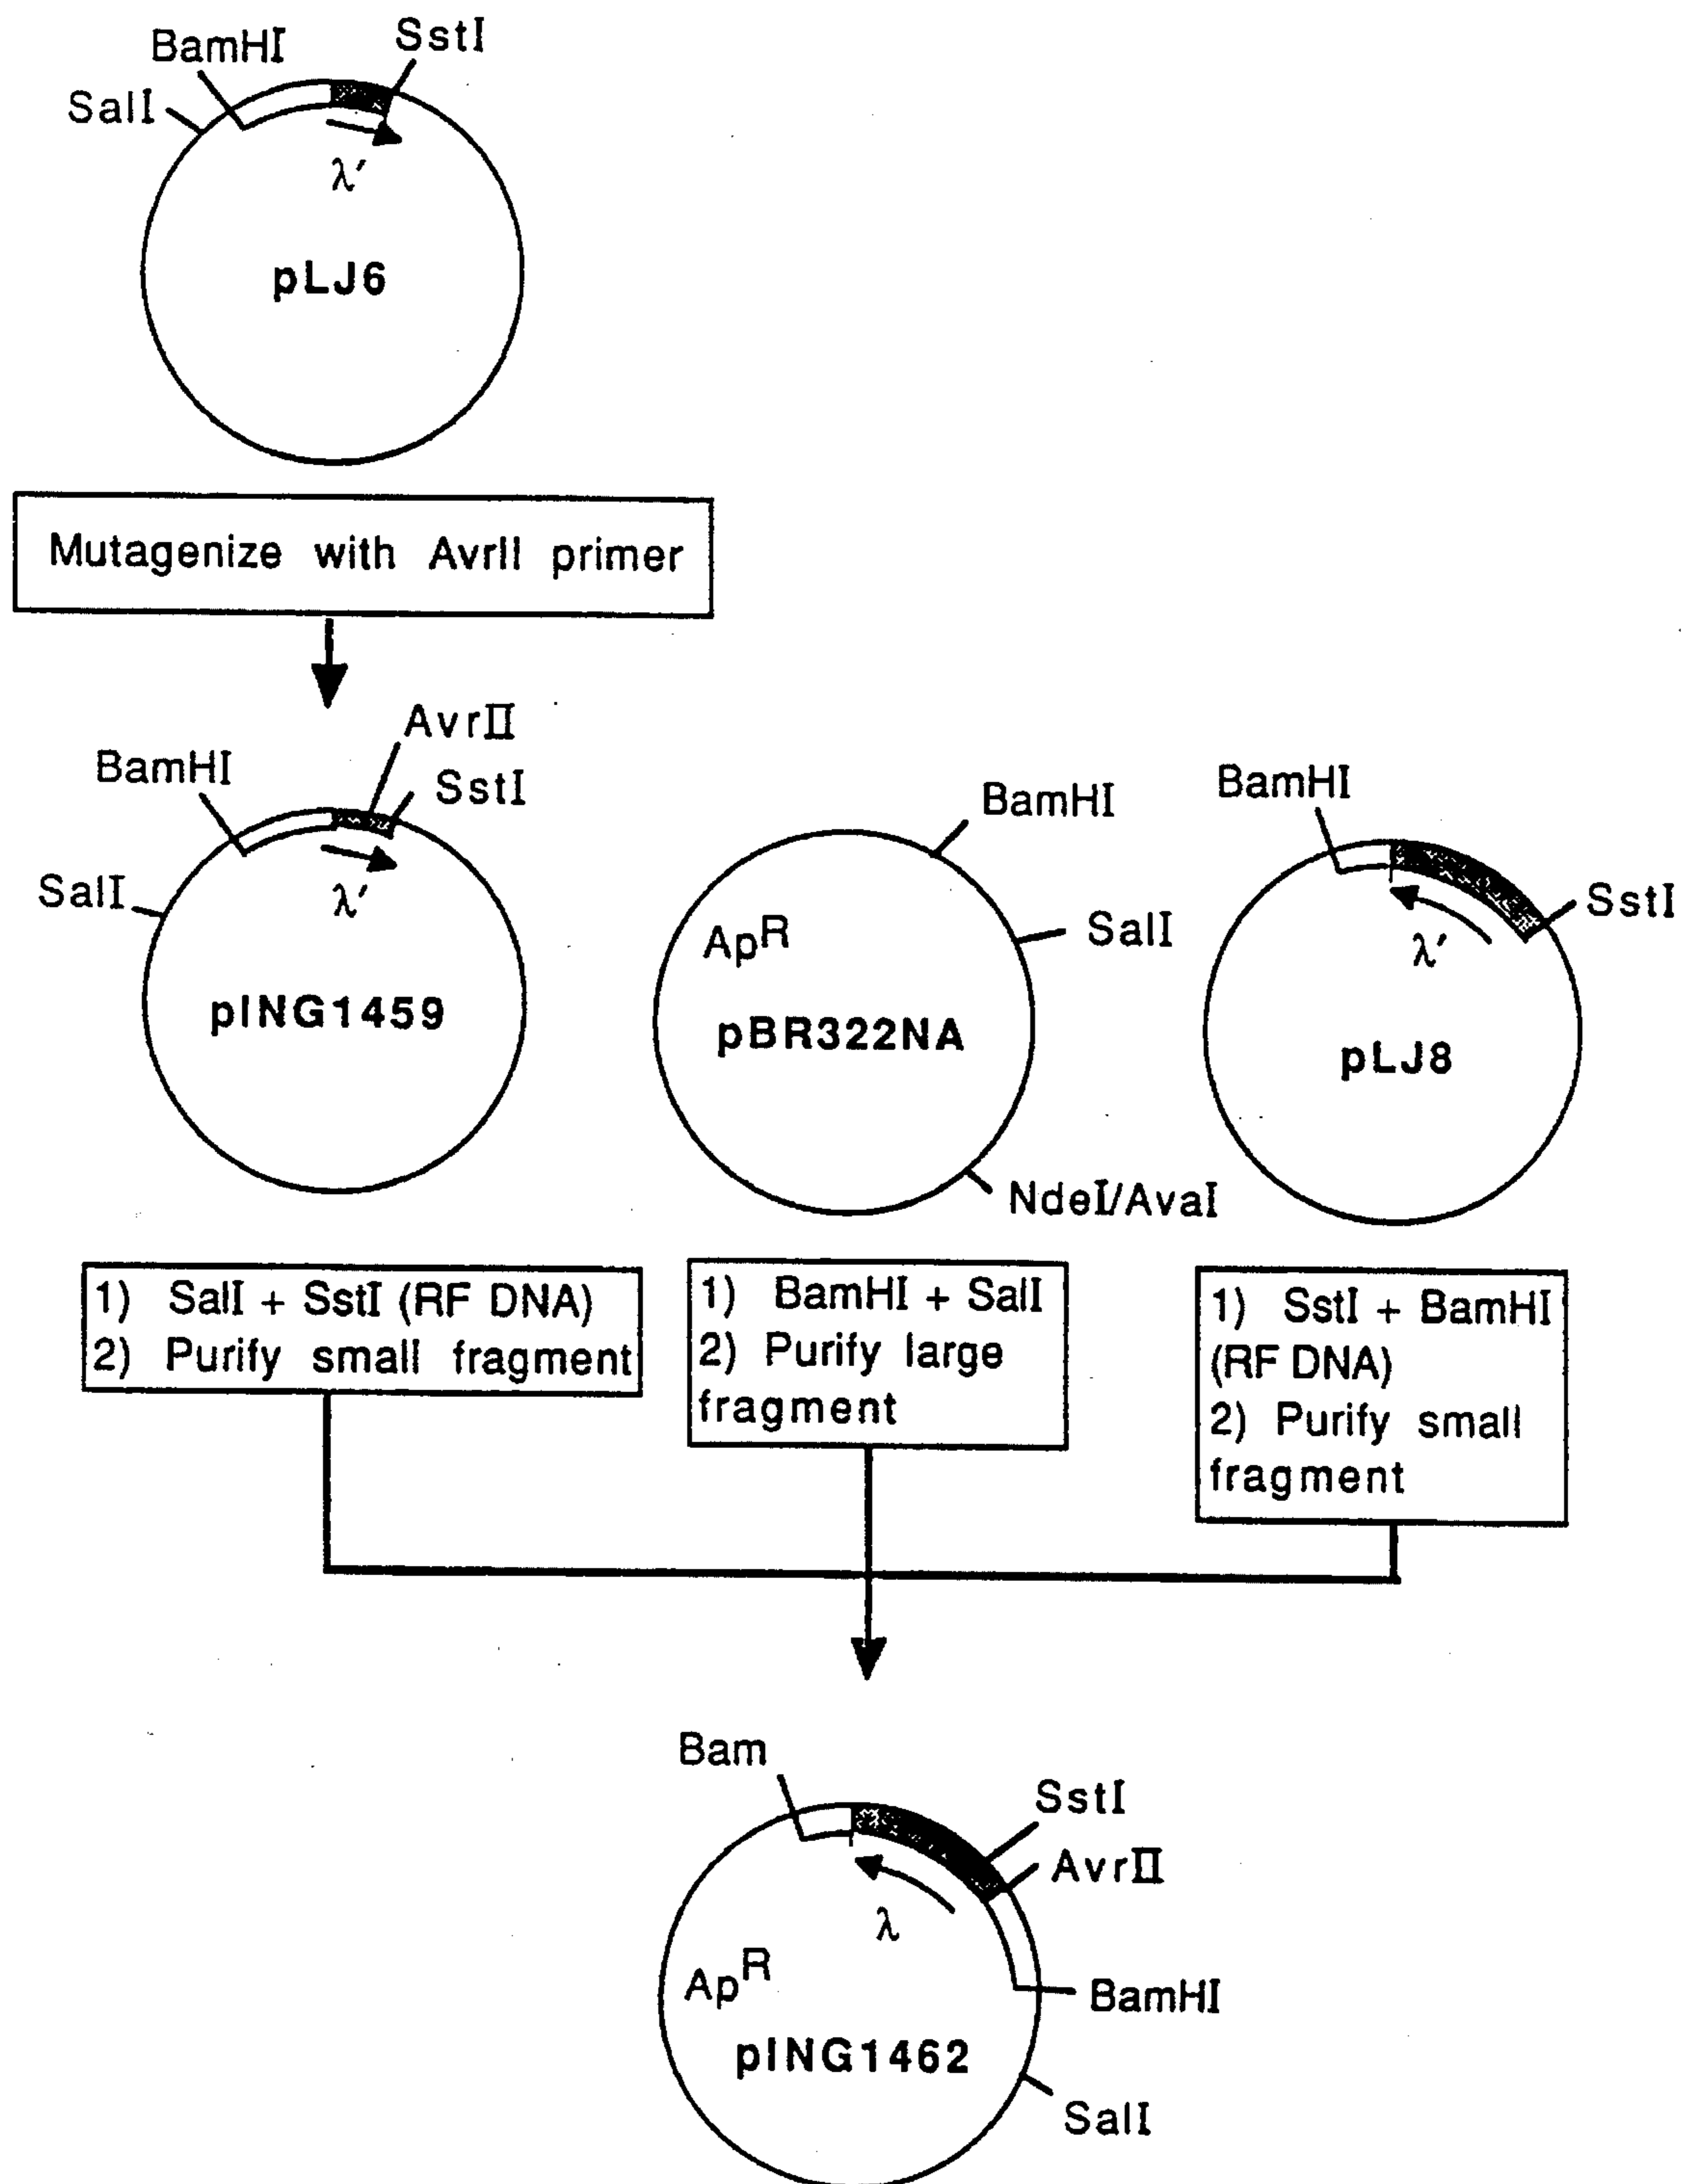 BamHI
SstI
SalI
λ′
pLJ6
Mutagenize with AvrII primer
AvrII
BamHI
SstI
SalI
λ′
pING1459
BamHI
SalI
ApR
pBR322NA
NdeI/AvaI
BamHI
SstI
λ′
pLJ8
1) SalI + SstI (RF DNA)
2) Purify small fragment
1) BamHI + SalI
2) Purify large
fragment
1) SstI + BamHI
(RF DNA)
2) Purify small
fragment
Bam
SstI
AvrII
λ
ApR
BamHI
pING1462
SalI